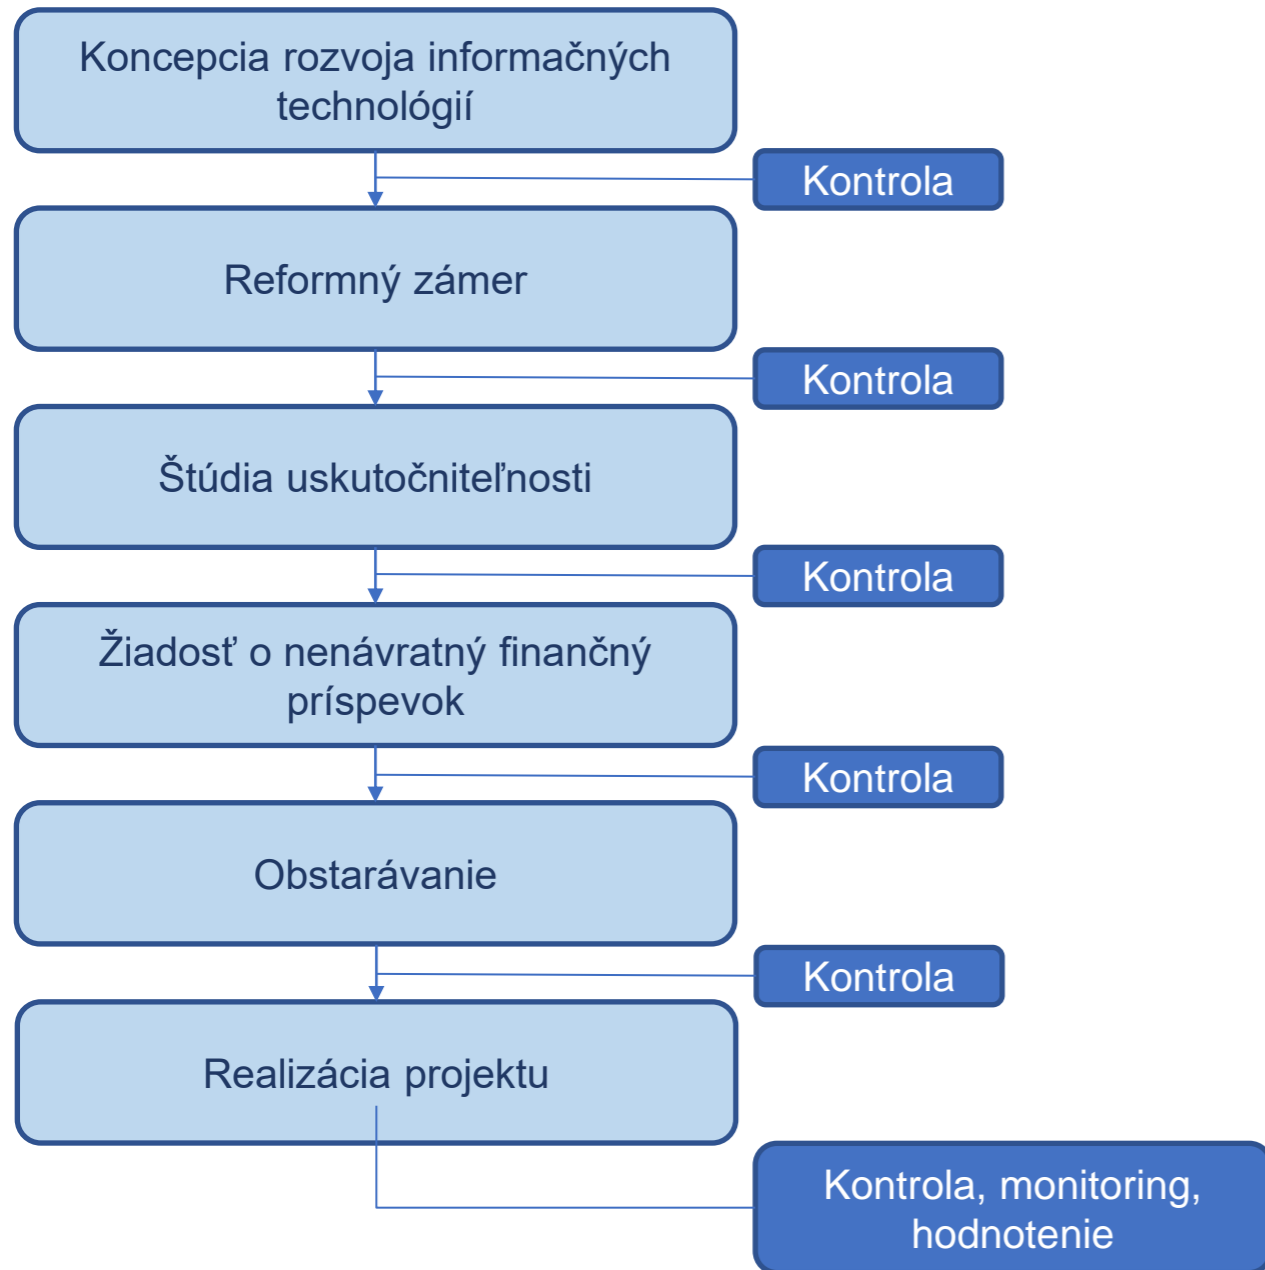 Koncepcia rozvoja informačných
technológií
Kontrola
Reformný zámer
Kontrola
Štúdia uskutočniteľnosti
Kontrola
Žiadosť o nenávratný finančný
príspevok
Kontrola
Obstarávanie
Kontrola
Realizácia projektu
Kontrola, monitoring,
hodnotenie